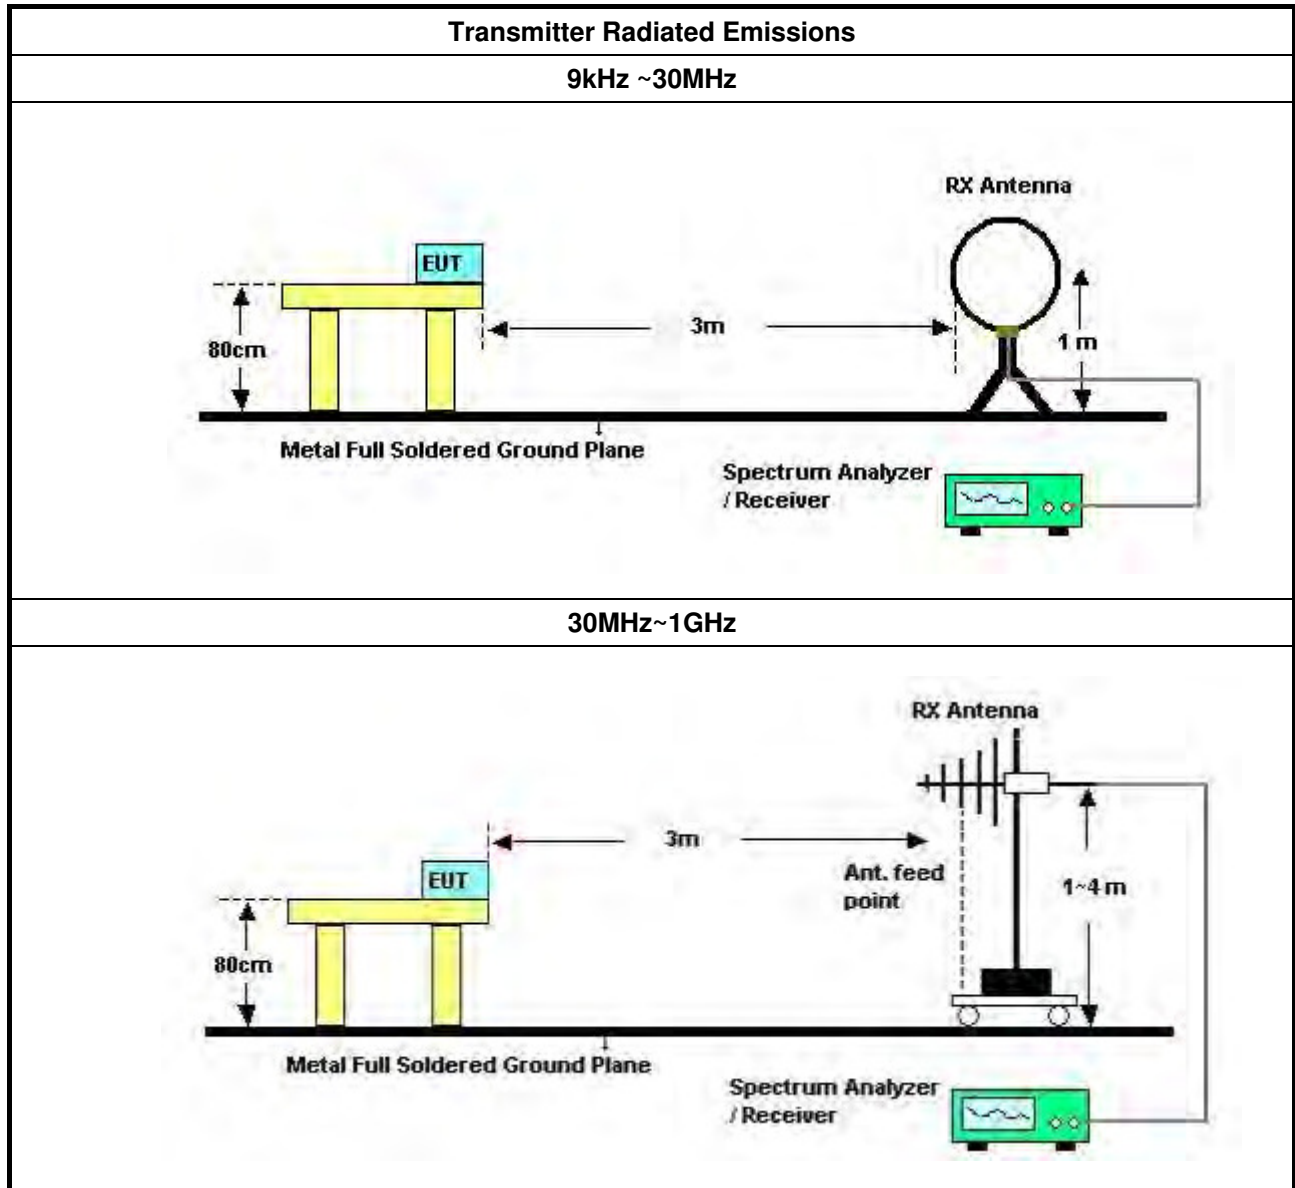 Transmitter Radiated Emissions
9kHz ~30MHz
RX Antenna
EUT
3m
80cm
1 m
Metal Full Soldered Ground Plane
Spectrum Analyzer
/ Receiver
30MHz~1GHz
RX Antenna
3m
EUT
Ant. feed
point
1~4 m
80cm
Metal Full Soldered Ground Plane
Spectrum Analyzer
/ Receiver